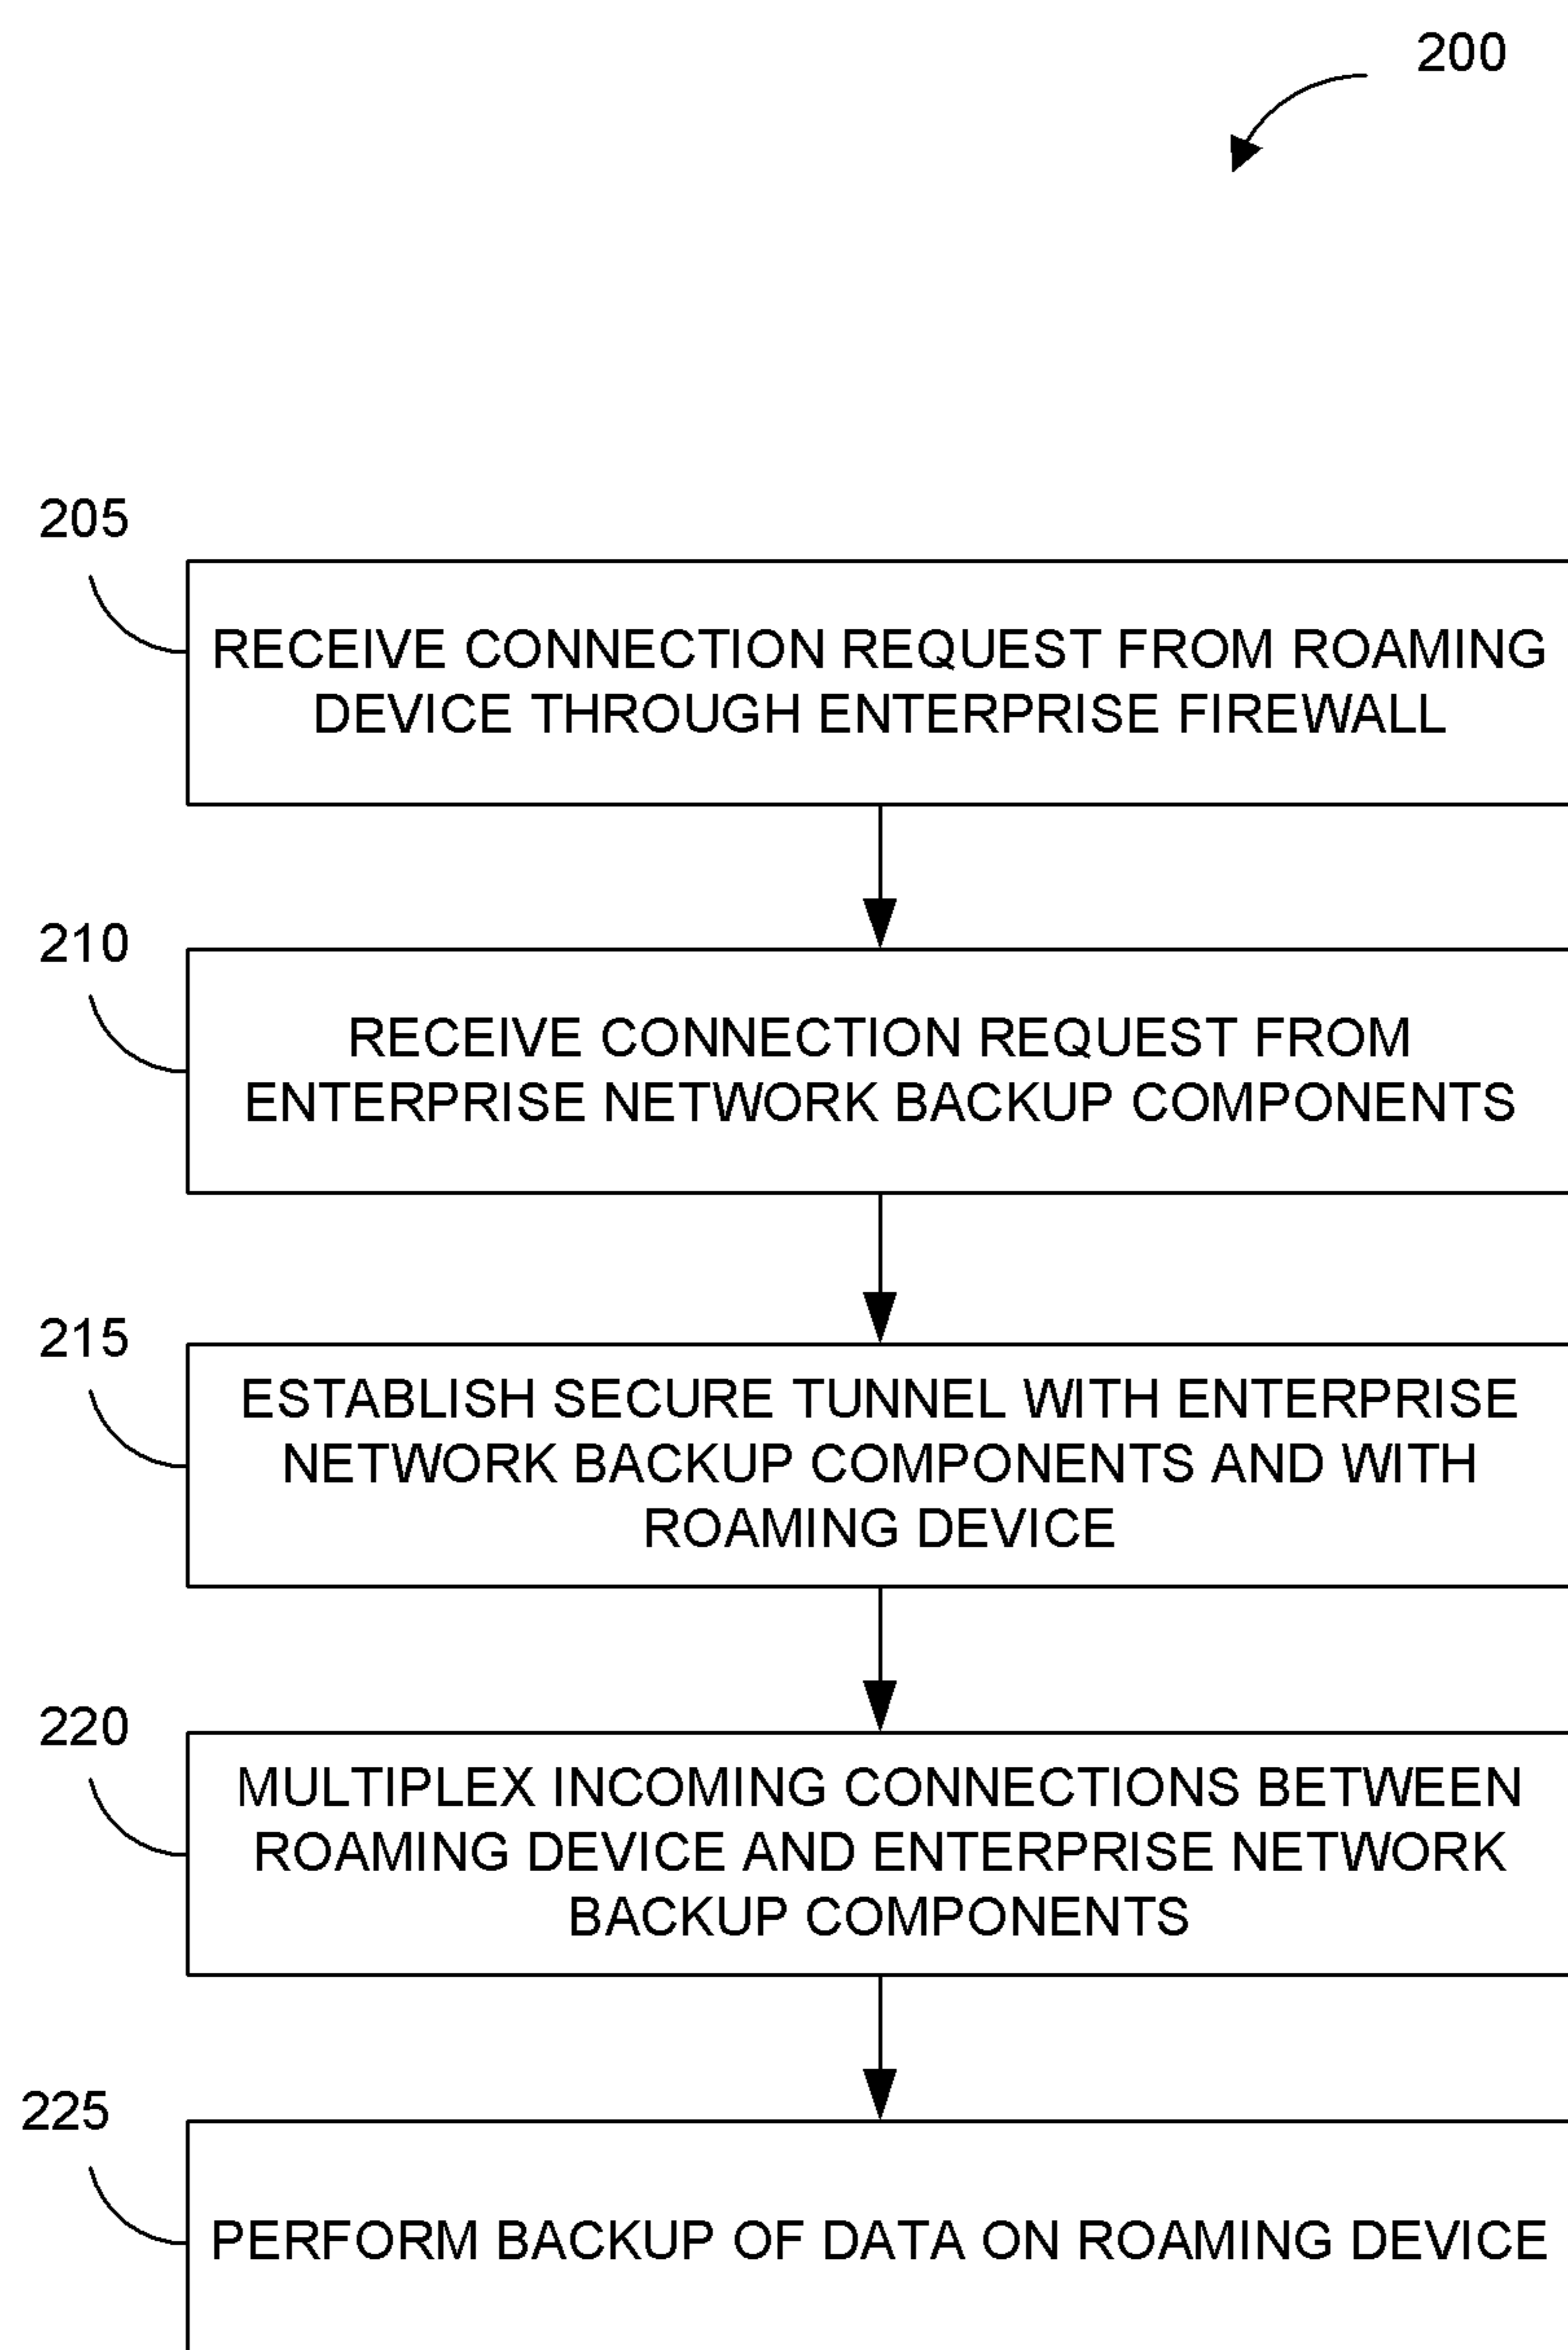 200
205
RECEIVE CONNECTION REQUEST FROM ROAMING
DEVICE THROUGH ENTERPRISE FIREWALL
210
RECEIVE CONNECTION REQUEST FROM
ENTERPRISE NETWORK BACKUP COMPONENTS
215
ESTABLISH SECURE TUNNEL WITH ENTERPRISE
NETWORK BACKUP COMPONENTS AND WITH
ROAMING DEVICE
220
MULTIPLEX INCOMING CONNECTIONS BETWEEN
ROAMING DEVICE AND ENTERPRISE NETWORK
BACKUP COMPONENTS
225
PERFORM BACKUP OF DATA ON ROAMING DEVICE